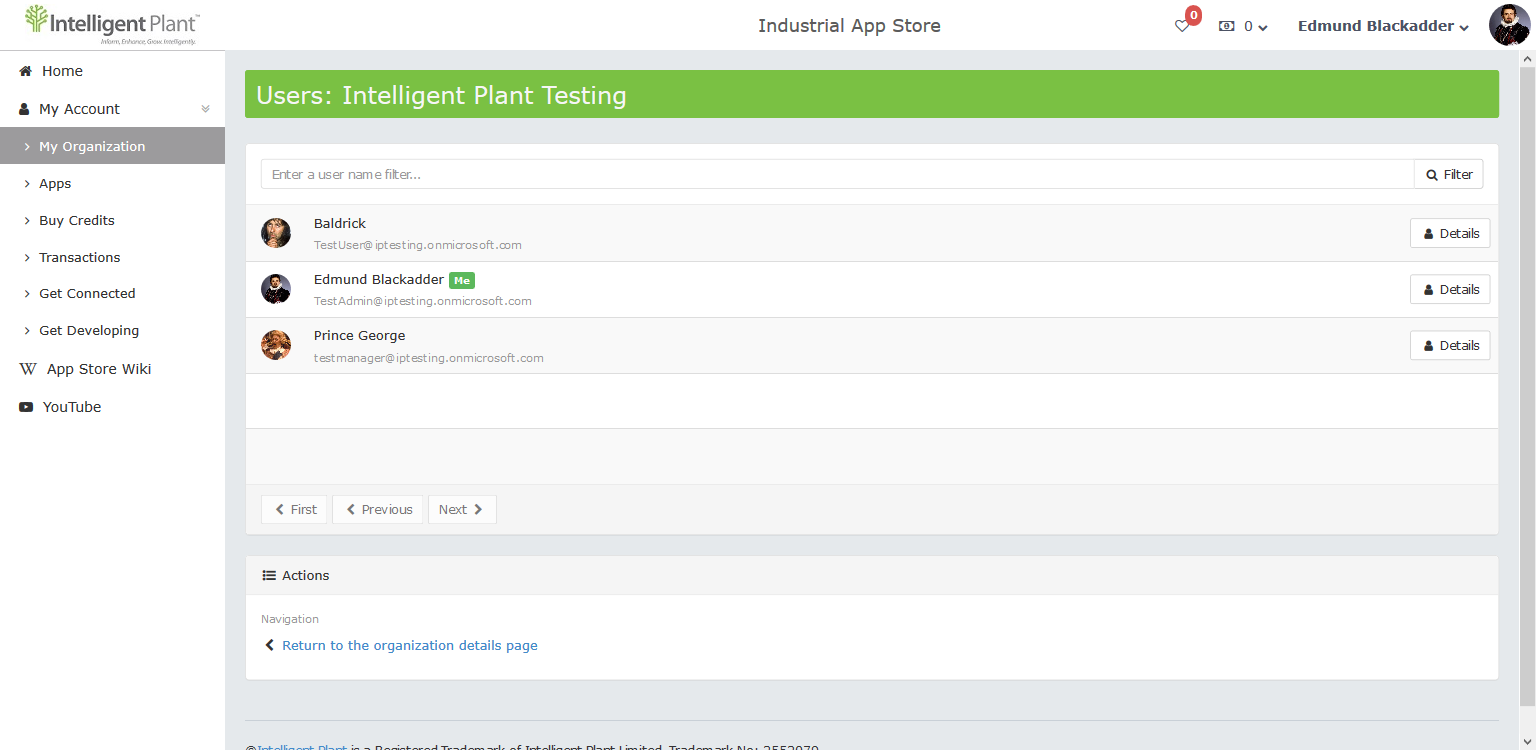 Intelligent Plant™
Inform, Enhance, Grow. Intelligently.
Industrial App Store
0
0
Edmund Blackadder
Home
My Account
My Organization
Apps
Buy Credits
Transactions
Get Connected
Get Developing
App Store Wiki
YouTube
Users: Intelligent Plant Testing
Enter a user name filter...
Filter
Baldrick
TestUser@iptesting.onmicrosoft.com
Details
Edmund Blackadder Me
TestAdmin@iptesting.onmicrosoft.com
Details
Prince George
testmanager@iptesting.onmicrosoft.com
Details
First
Previous
Next
Actions
Navigation
Return to the organization details page
©Intelligent Plant is a Registered Trademark of Intelligent Plant Limited, Trademark No: 2552079